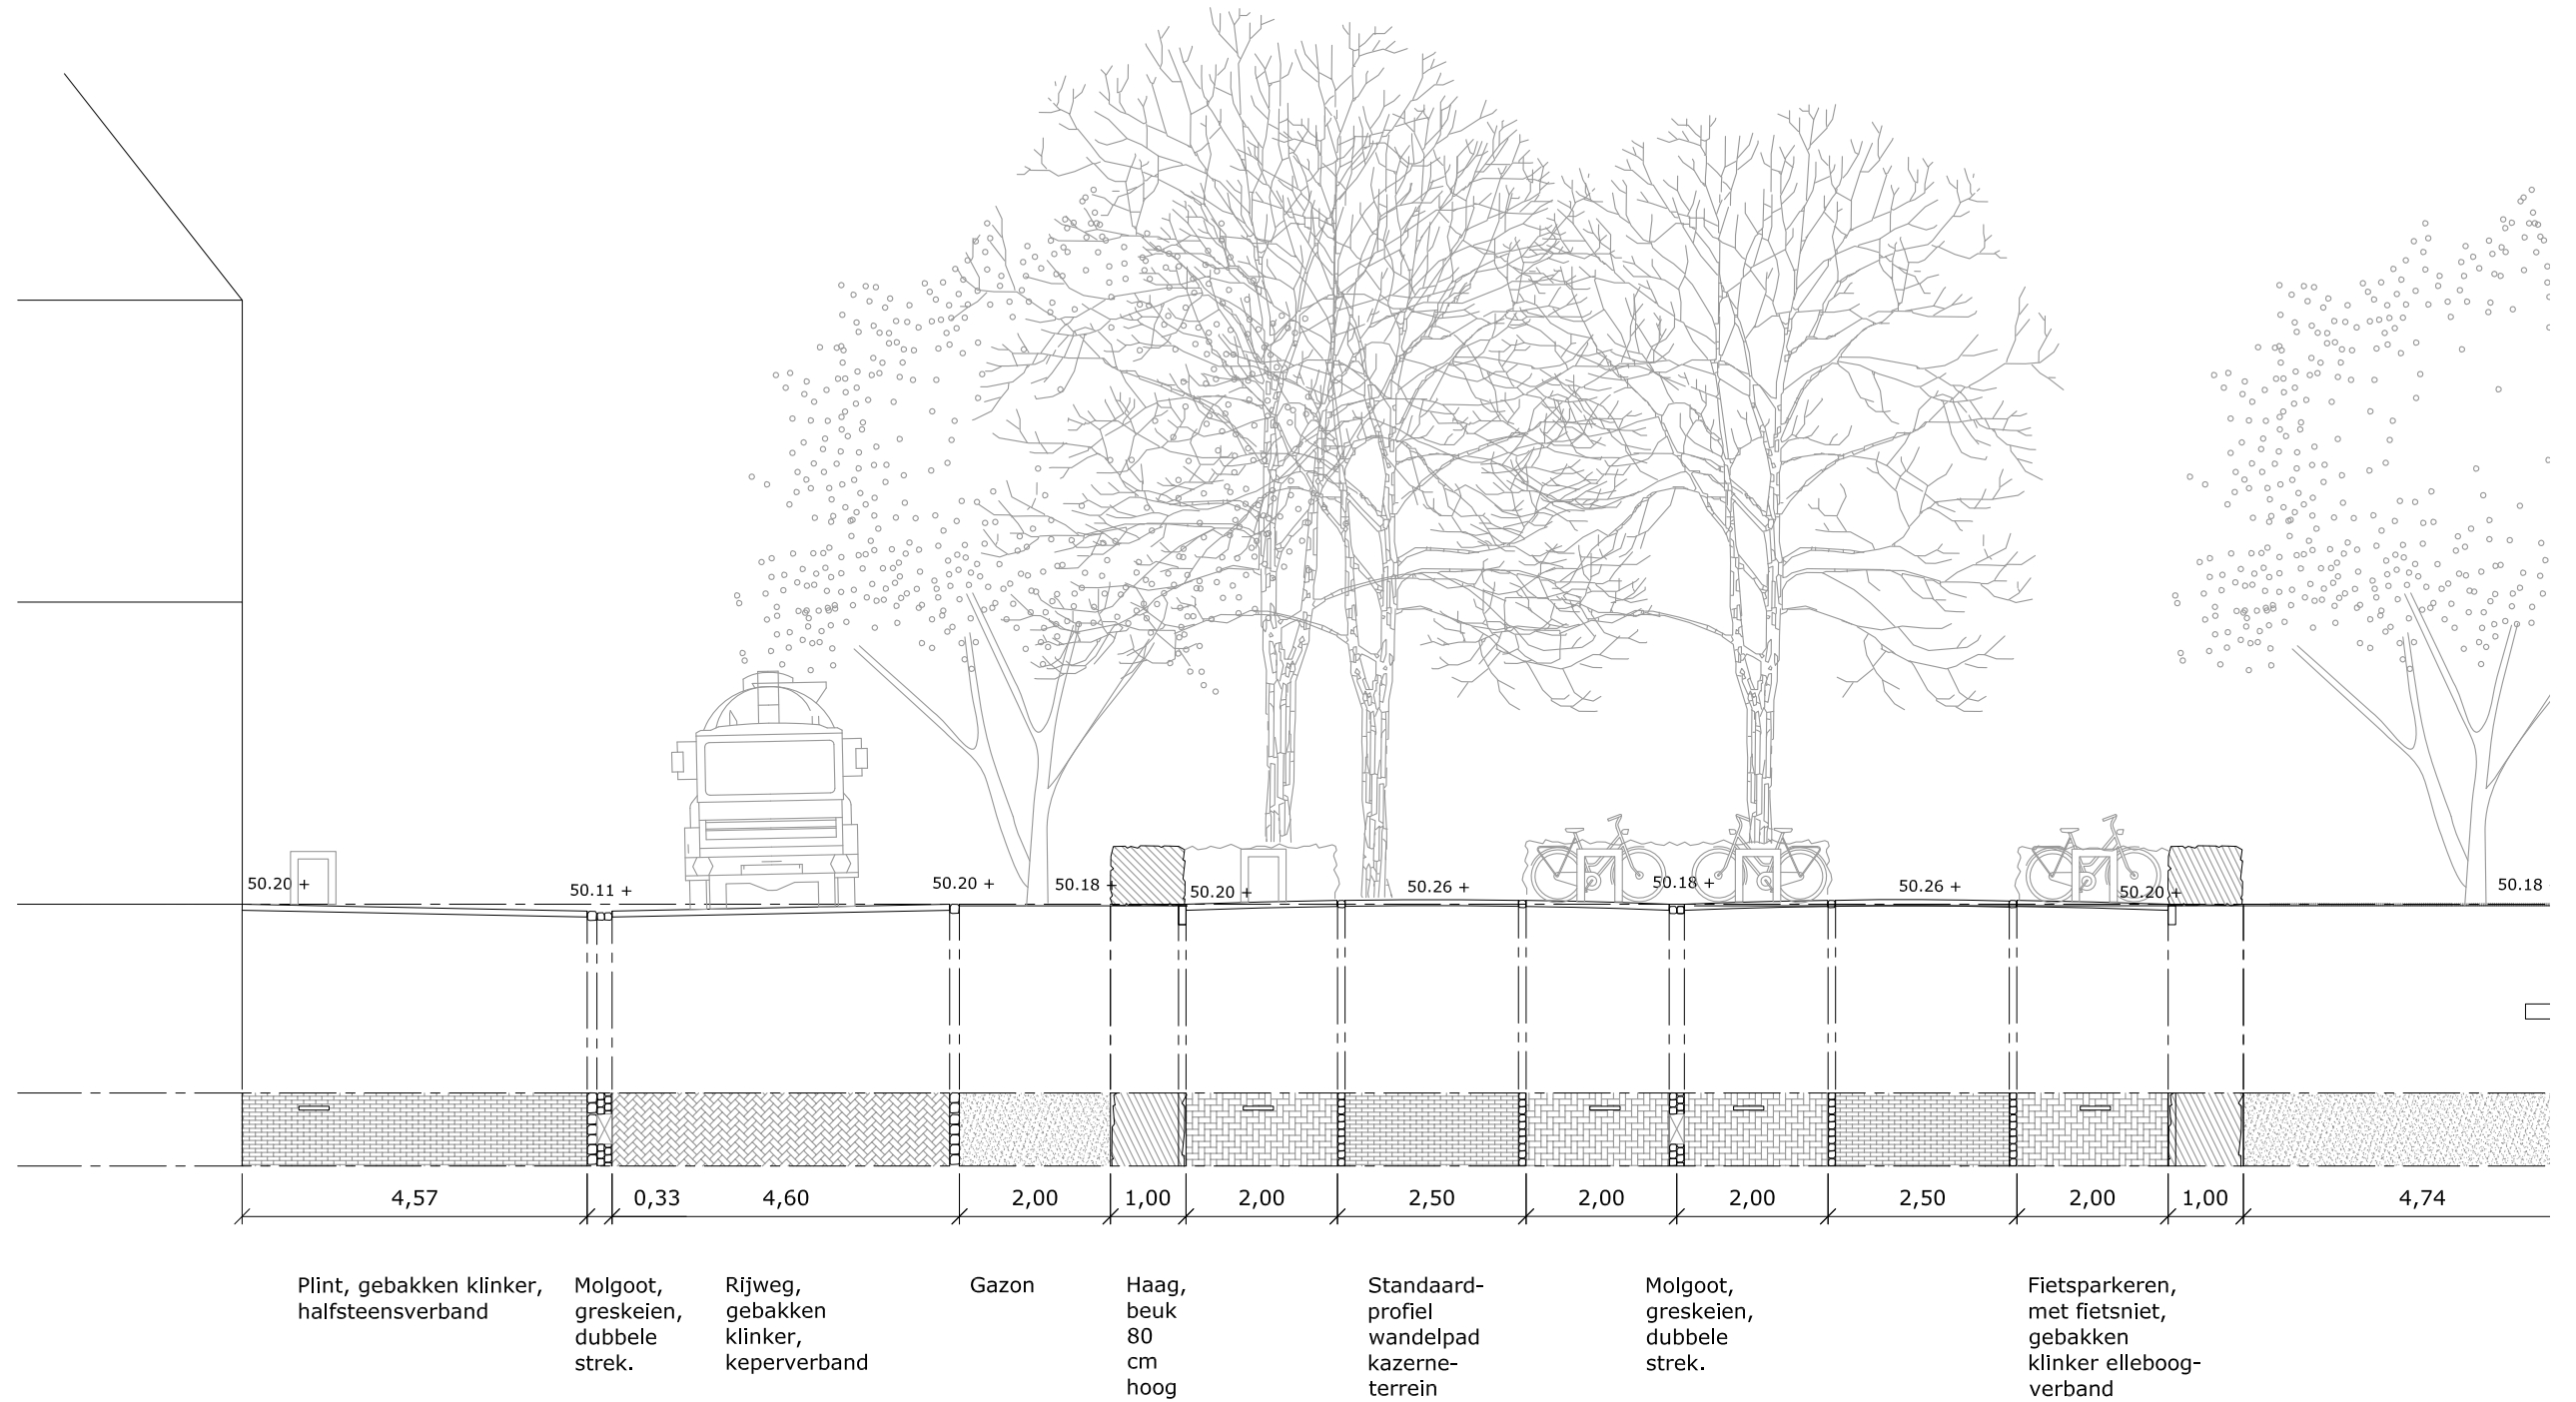 50.20 +
50.11 +
50.20 +
50.18 +
50.20 +
50.26 +
50.18 +
50.26 +
50.20 +
50.18
4,57
0,33
4,60
2,00
1,00
2,00
2,50
2,00
2,00
2,50
2,00
1,00
4,74
Plint, gebakken klinker,
halfsteensverband
Molgoot,
greskeien,
dubbele
strek.
Rijweg,
gebakken
klinker,
keperverband
Gazon
Haag,
beuk
80
cm
hoog
Standaard-
profiel
wandelpad
kazerne-
terrein
Molgoot,
greskeien,
dubbele
strek.
Fietsparkeren,
met fietsniet,
gebakken
klinker elleboog-
verband